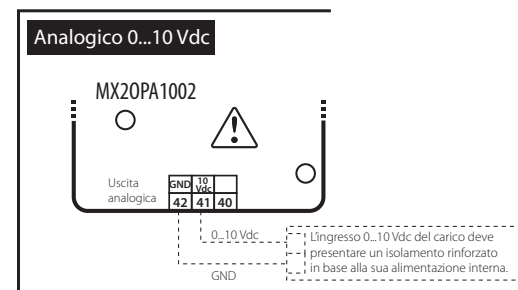 Analogico 0...10 Vdc
MX20PA1002
Uscita
analogica
GND 10 Vdc
42 41 40
0...10 Vdc
GND
L'ingresso 0...10 Vdc del carico deve
presentare un isolamento rinforzato
in base alla sua alimentazione interna.